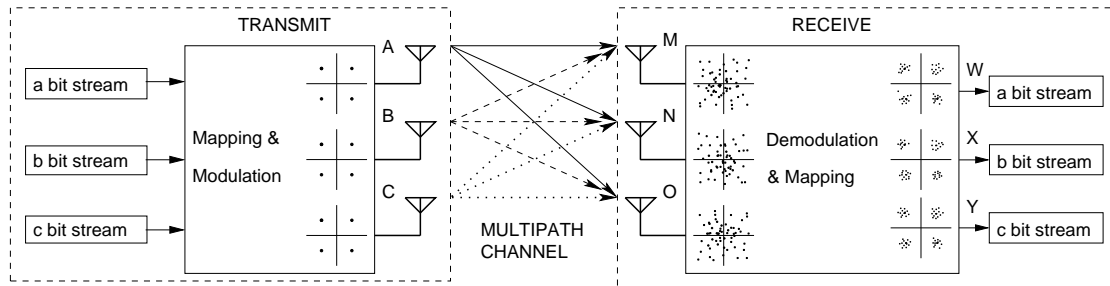 TRANSMIT
RECEIVE
A
B
C
a bit stream
b bit stream
c bit stream
Mapping &
Modulation
MULTIPATH
CHANNEL
M
N
O
Demodulation
& Mapping
W
X
Y
a bit stream
b bit stream
c bit stream